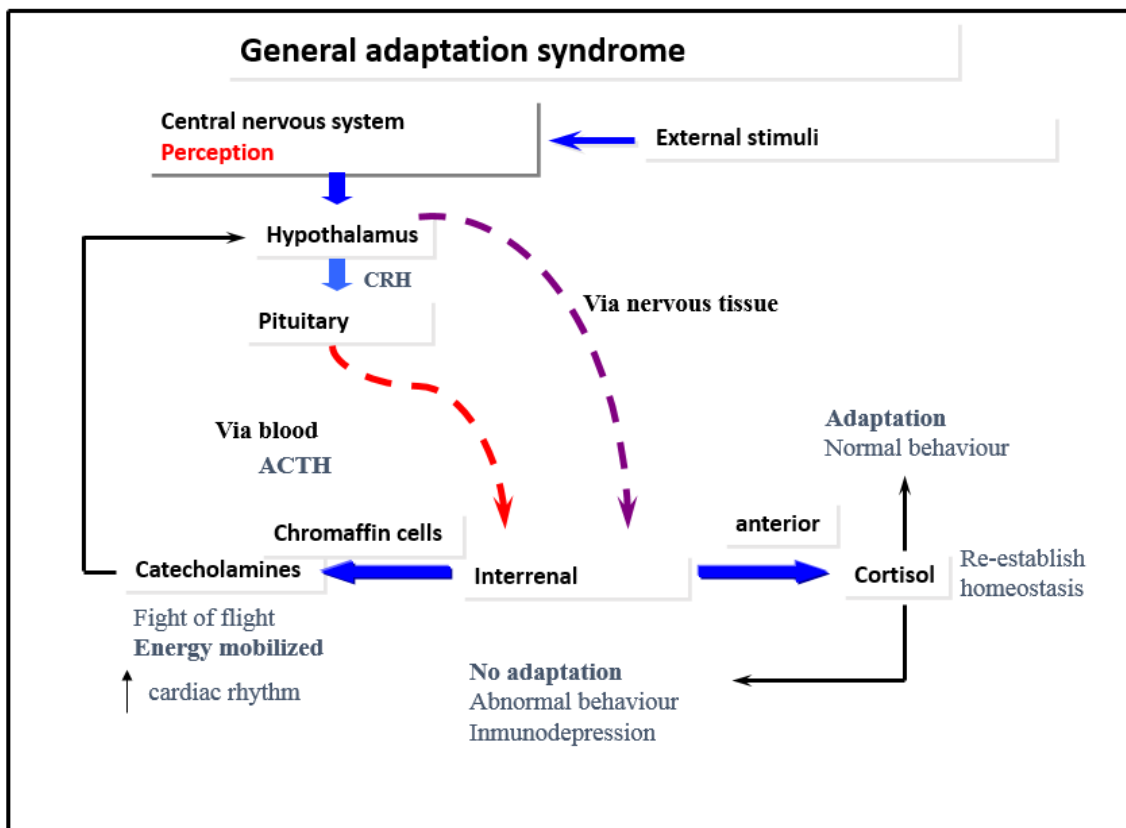 General adaptation syndrome
Central nervous system
Perception
External stimuli
Hypothalamus
CRH
Pituitary
Via nervous tissue
Via blood
ACTH
Adaptation
Normal behaviour
Chromaffin cells
anterior
Catecholamines
Interrenal
Cortisol
Re-establish
homeostasis
Fight of flight
Energy mobilized
cardiac rhythm
No adaptation
Abnormal behaviour
Inmunodepression